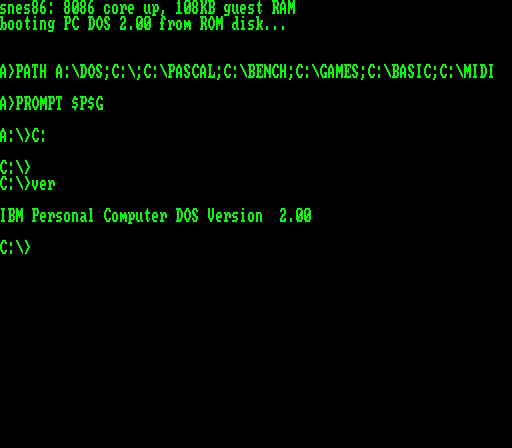 snes86: 8086 core up, 108KB guest RAM
booting PC DOS 2.00 from ROM disk...
A>PATH A:\DOS;C:\;C:\PASCAL;C:\BENCH;C:\GAMES;C:\BASIC;C:\MIDI
A>PROMPT $P$G
A:\>C:
C:\>
C:\>ver
IBM Personal Computer DOS Version  2.00
C:\>